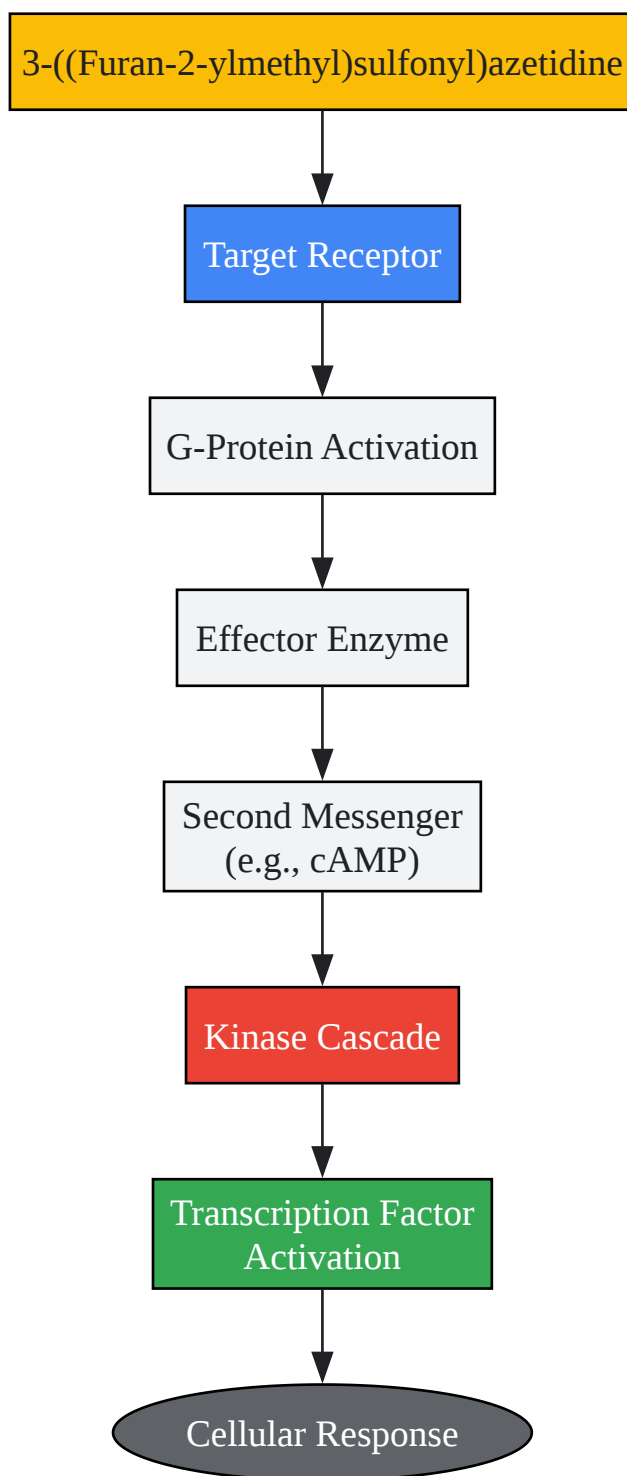 3-((Furan-2-ylmethyl)sulfonyl)azetidine
Target Receptor
G-Protein Activation
Effector Enzyme
Second Messenger
(e.g., cAMP)
Kinase Cascade
Transcription Factor
Activation
Cellular Response